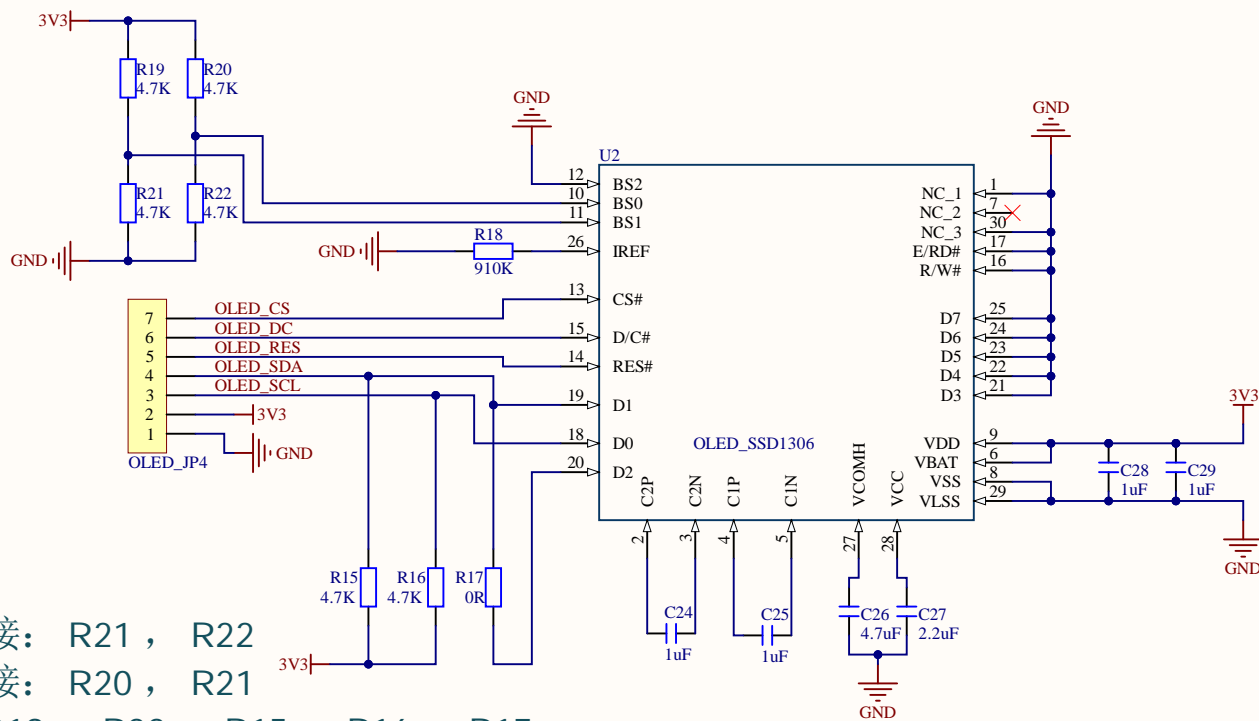 3V3
R19
4.7K
R20
4.7K
R21
4.7K
R22
4.7K
GND
GND
GND
R18
910K
U2
12 BS2
10 BS0
11 BS1
26 IREF
13 CS#
15 D/C#
14 RES#
19 D1
18 D0
20 D2
OLED_SSD1306
NC_1 1
NC_2 7
NC_3 30
E/RD# 17
R/W# 16
D7 25
D6 24
D5 23
D4 22
D3 21
VDD 9
VBAT 6
VSS 8
VLSS 29
GND
3V3
C28
1uF
C29
1uF
GND
7 OLED_CS
6 OLED_DC
5 OLED_RES
4 OLED_SDA
3 OLED_SCL
2 3V3
1 GND
OLED_JP4
C2P
C2N
C1P
C1N
VCOMH
VCC
2
3
4
5
27
28
R15
4.7K
R16
4.7K
R17
0R
3V3
C24
1uF
C25
1uF
C26
4.7uF
C27
2.2uF
GND
接: R21 , R22
接: R20 , R21